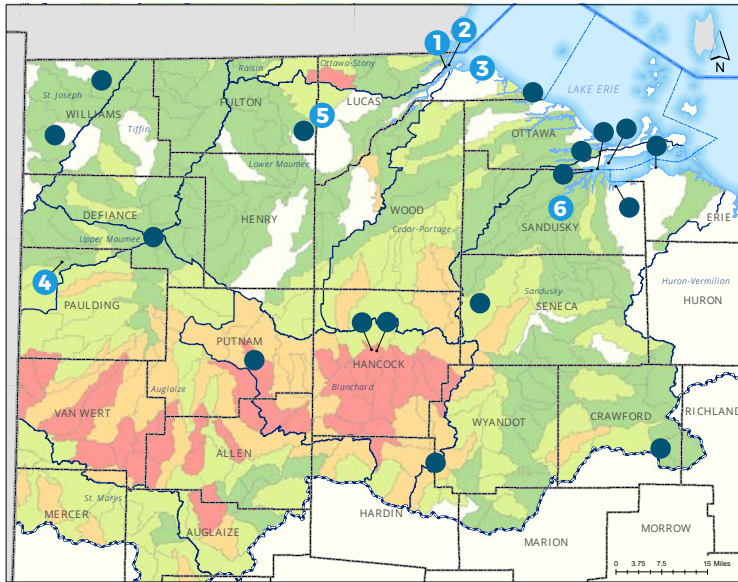 1
2
N
Raisin
Ottawa-Stony
3
St. Joseph
LAKE ERIE
FULTON
LUCAS
WILLIAMS
5
Tiffin
OTTAWA
Lower Maumee
DEFIANCE
HENRY
WOOD
6
ERIE
Cedar-Portage
SANDUSKY
Upper Maumee
4
Huron-Vermilion
Sandusky
HURON
PAULDING
SENECA
PUTNAM
HANCOCK
Auglaize
Blanchard
VAN WERT
WYANDOT
CRAWFORD
RICHLAND
ALLEN
St. Marys
MERCER
HARDIN
AUGLAIZE
MORROW
MARION
0 3.75 7.5 15 Miles